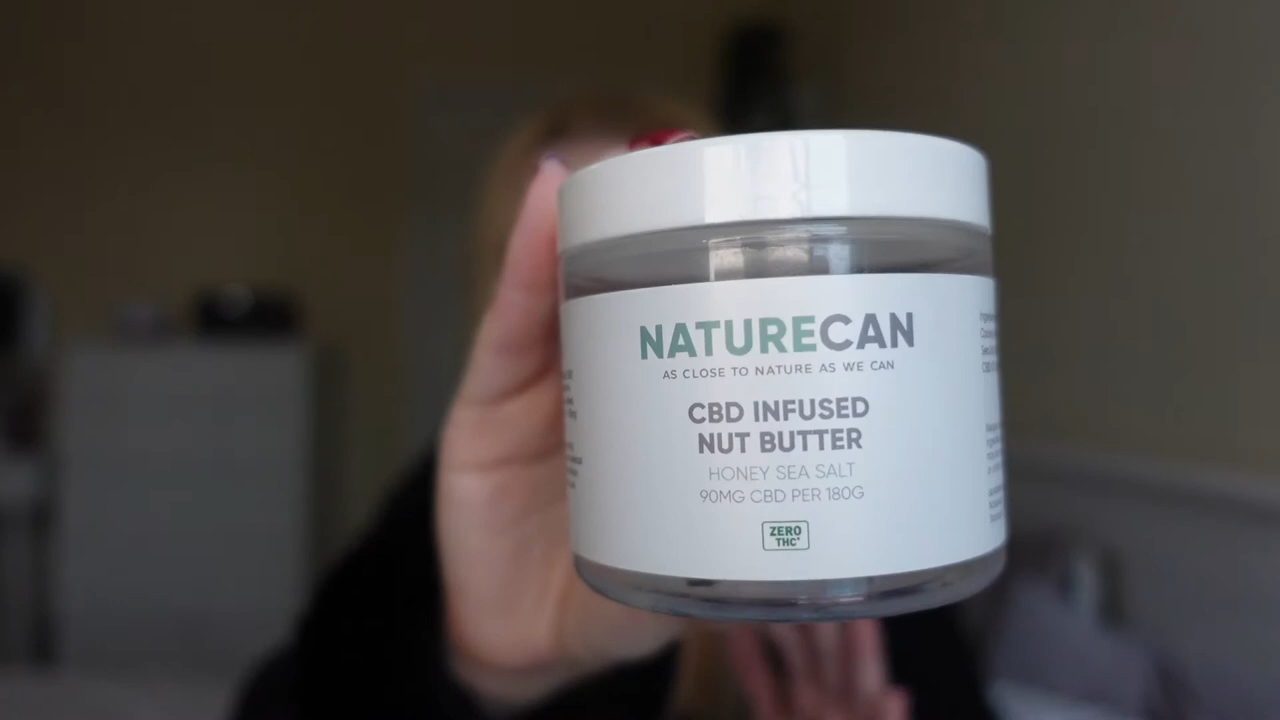 NATURECAN
AS CLOSE TO NATURE AS WE CAN
CBD INFUSED
NUT BUTTER
HONEY SEA SALT
90MG CBD PER 180G
ZERO
THC*